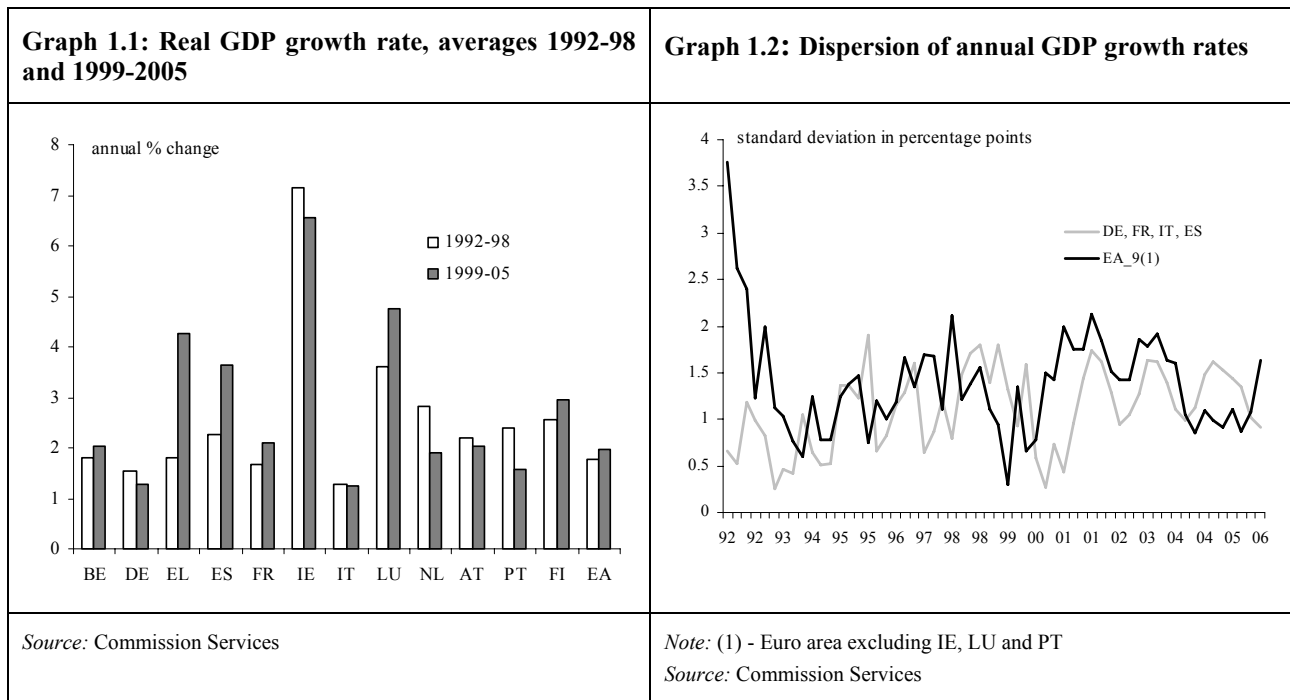 Graph 1.1: Real GDP growth rate, averages 1992-98
and 1999-2005
annual % change
8
7
6
5
4
3
2
1
0
1992-98
1999-05
BE DE EL ES FR IE IT LU NL AT PT FI EA
Source: Commission Services
Graph 1.2: Dispersion of annual GDP growth rates
standard deviation in percentage points
4
3.5
3
2.5
2
1.5
1
0.5
0
DE, FR, IT, ES
EA_9(1)
92 92 93 94 95 95 96 97 98 98 99 00 01 01 02 03 04 04 05 06
Note: (1) - Euro area excluding IE, LU and PT
Source: Commission Services